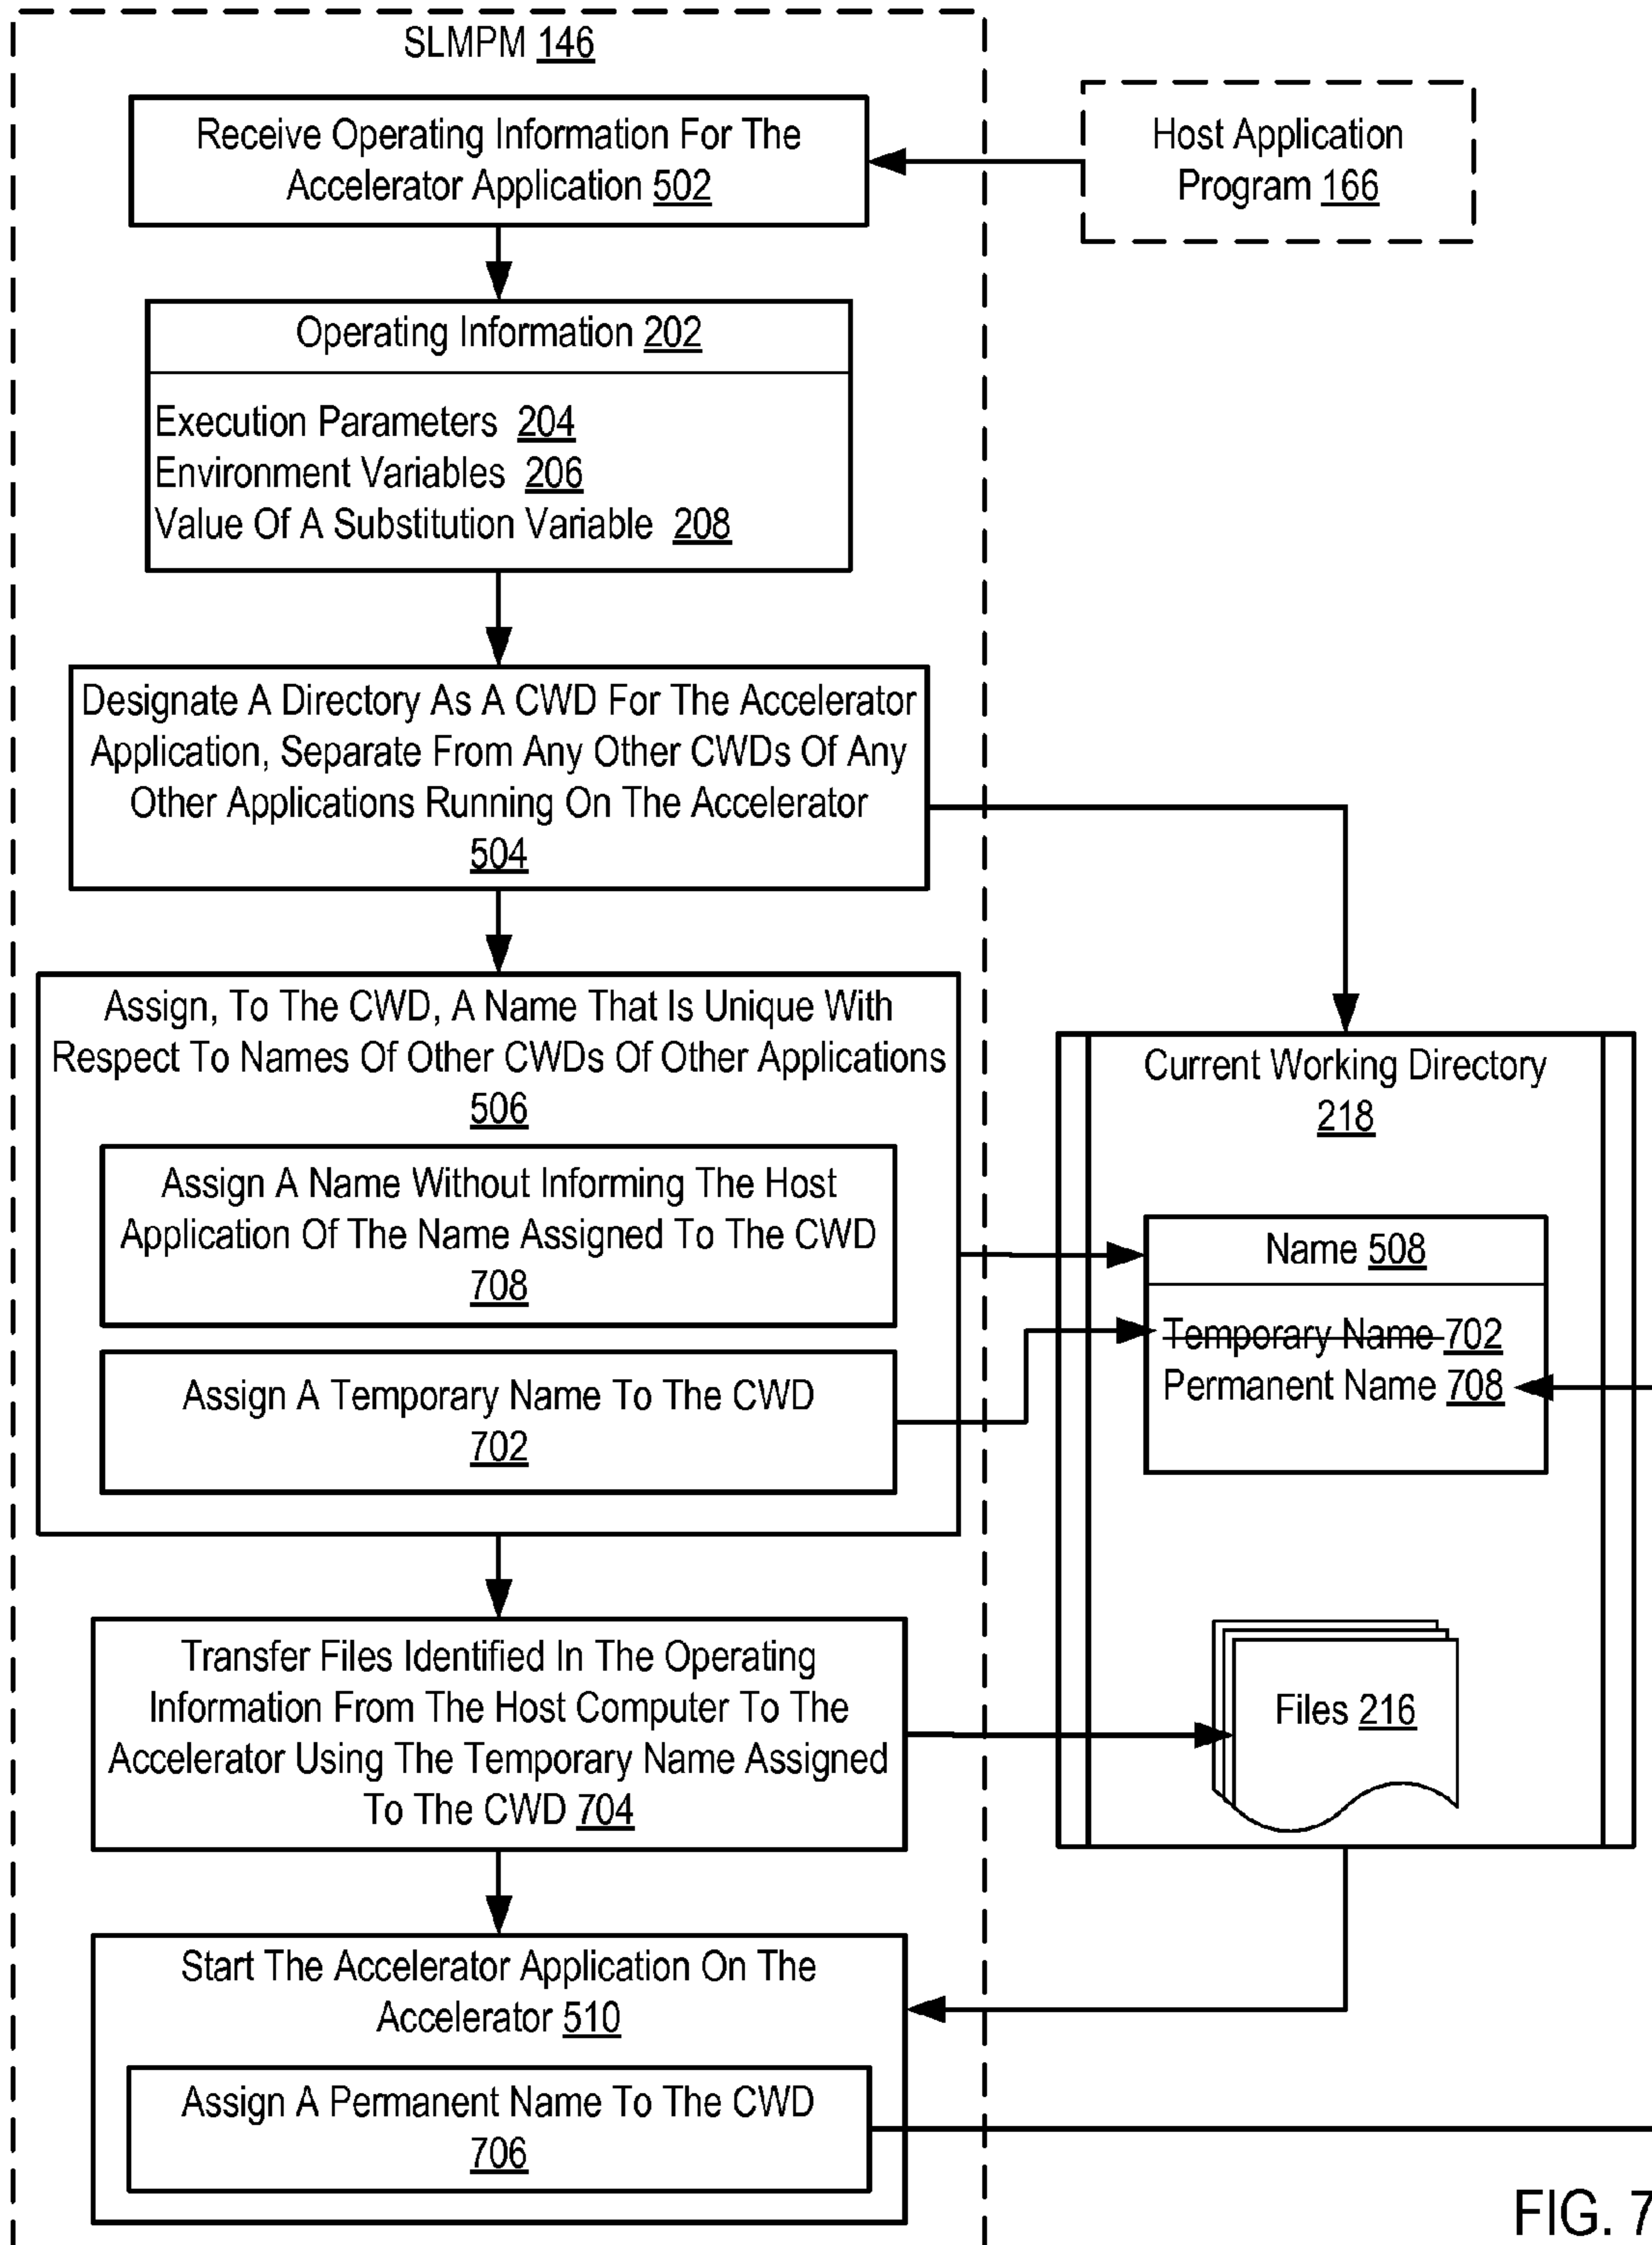 SLMPM 146
Receive Operating Information For The
Accelerator Application 502
Host Application
Program 166
Operating Information 202
Execution Parameters 204
Environment Variables 206
Value Of A Substitution Variable 208
Designate A Directory As A CWD For The Accelerator
Application, Separate From Any Other CWDs Of Any
Other Applications Running On The Accelerator
504
Assign, To The CWD, A Name That Is Unique With
Respect To Names Of Other CWDs Of Other Applications
506
Assign A Name Without Informing The Host
Application Of The Name Assigned To The CWD
708
Assign A Temporary Name To The CWD
702
Current Working Directory
218
Name 508
Temporary Name 702
Permanent Name 708
Transfer Files Identified In The Operating
Information From The Host Computer To The
Accelerator Using The Temporary Name Assigned
To The CWD 704
Files 216
Start The Accelerator Application On The
Accelerator 510
Assign A Permanent Name To The CWD
706
FIG. 7